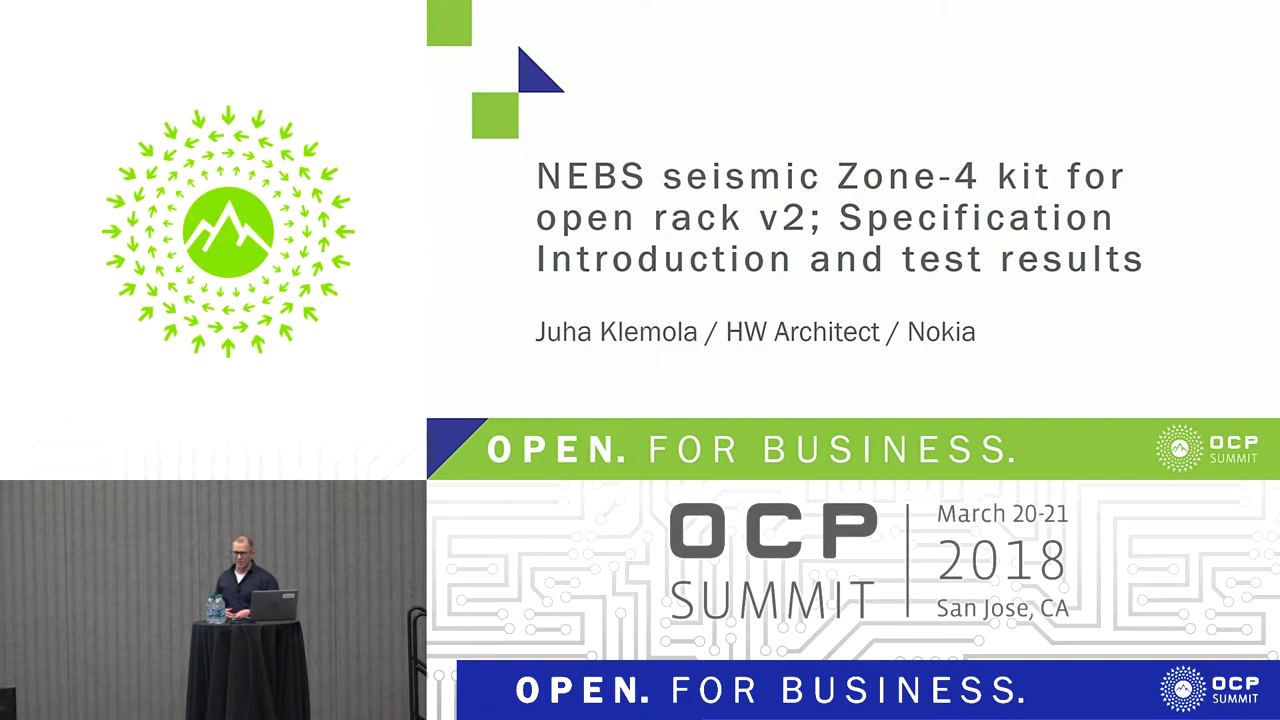 NEBS seismic Zone-4 kit for
open rack v2; Specification
Introduction and test results
Juha Klemola / HW Architect / Nokia
OPEN. FOR BUSINESS.
OCP
SUMMIT
OCP
SUMMIT
March 20-21
2018
San Jose, CA
OPEN. FOR BUSINESS.
OCP
SUMMIT